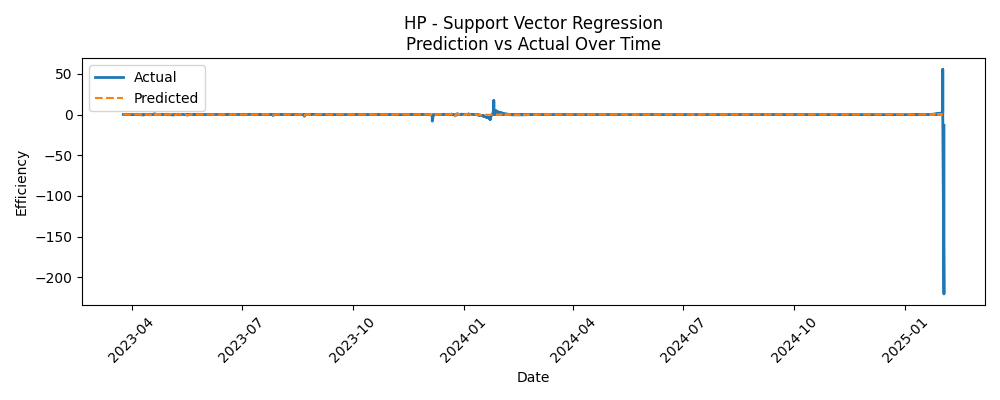 HP - Support Vector Regression
Prediction vs Actual Over Time
Actual
Predicted
50
0
−50
−100
−150
−200
Efficiency
2023-04
2023-07
2023-10
2024-01
2024-04
2024-07
2024-10
2025-01
Date